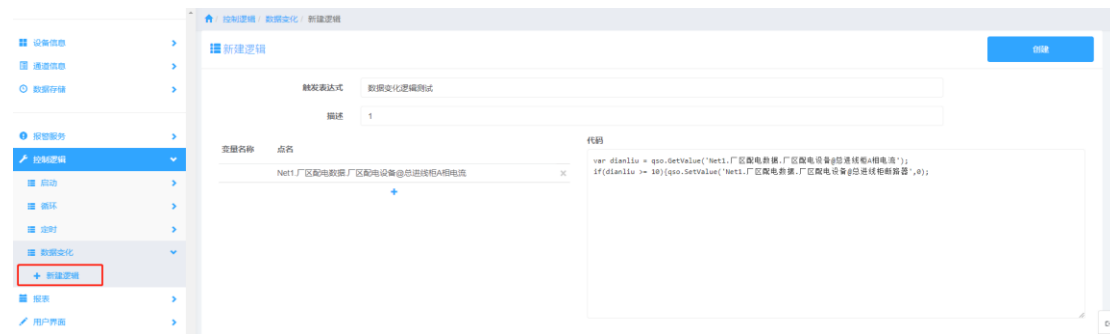 控制逻辑 / 数据变化 / 新建逻辑
设备信息
通道信息
数据存储
报警服务
控制逻辑
启动
循环
定时
数据变化
新建逻辑
报表
用户界面
新建逻辑
创建
触发表达式 数据变化逻辑测试
描述 1
变量名称 点名
Net1.厂区配电数据.厂区配电设备@总进线柜A相电流
代码
var dianliu = qso.GetValue('Net1.厂区配电数据.厂区配电设备@总进线柜A相电流');
if(dianliu >= 10){qso.SetValue('Net1.厂区配电数据.厂区配电设备@总进线柜断路器',0);